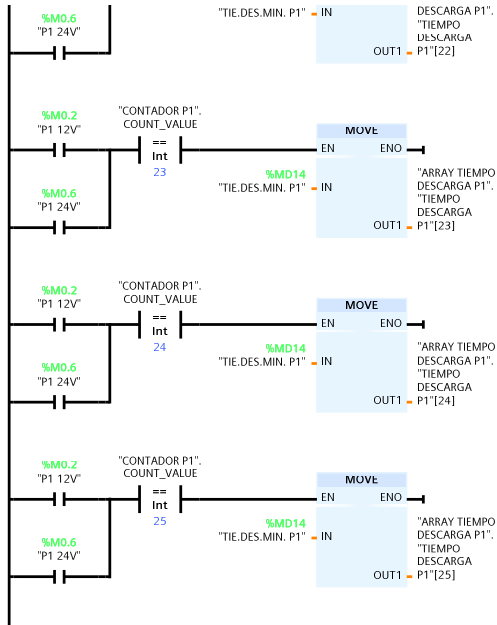 %M0.6
"P1 24V"
"TIE.DES.MIN. P1"
IN
OUT1
DESCARGA P1".
"TIEMPO
DESCARGA
P1"[22]
%M0.2
"P1 12V"
"CONTADOR P1".
COUNT_VALUE
==
Int
23
MOVE
EN
ENO
%M0.6
"P1 24V"
%MD14
"TIE.DES.MIN. P1"
IN
OUT1
"ARRAY TIEMPO
DESCARGA P1".
"TIEMPO
DESCARGA
P1"[23]
%M0.2
"P1 12V"
"CONTADOR P1".
COUNT_VALUE
==
Int
24
MOVE
EN
ENO
%M0.6
"P1 24V"
%MD14
"TIE.DES.MIN. P1"
IN
OUT1
"ARRAY TIEMPO
DESCARGA P1".
"TIEMPO
DESCARGA
P1"[24]
%M0.2
"P1 12V"
"CONTADOR P1".
COUNT_VALUE
==
Int
25
MOVE
EN
ENO
%M0.6
"P1 24V"
%MD14
"TIE.DES.MIN. P1"
IN
OUT1
"ARRAY TIEMPO
DESCARGA P1".
"TIEMPO
DESCARGA
P1"[25]